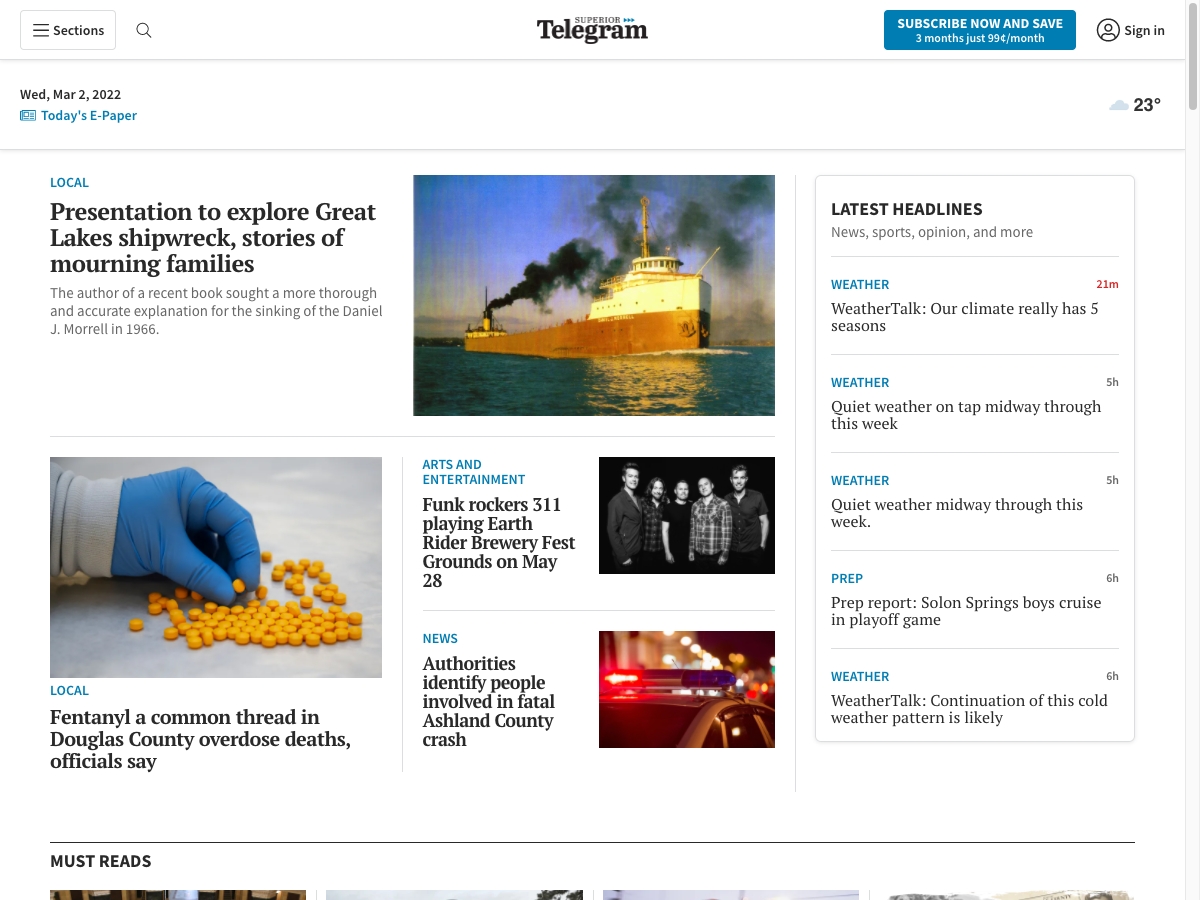 Sections
SUPERIOR
Telegram
SUBSCRIBE NOW AND SAVE
3 months just 99¢/month
Sign in
Wed, Mar 2, 2022
Today's E-Paper
23°
LOCAL
Presentation to explore Great
Lakes shipwreck, stories of
mourning families
The author of a recent book sought a more thorough
and accurate explanation for the sinking of the Daniel
J. Morrell in 1966.
LOCAL
Fentanyl a common thread in
Douglas County overdose deaths,
officials say
ARTS AND
ENTERTAINMENT
Funk rockers 311
playing Earth
Rider Brewery Fest
Grounds on May
28
NEWS
Authorities
identify people
involved in fatal
Ashland County
crash
LATEST HEADLINES
News, sports, opinion, and more
WEATHER 21m
WeatherTalk: Our climate really has 5
seasons
WEATHER 5h
Quiet weather on tap midway through
this week
WEATHER 5h
Quiet weather midway through this
week.
PREP 6h
Prep report: Solon Springs boys cruise
in playoff game
WEATHER 6h
WeatherTalk: Continuation of this cold
weather pattern is likely
MUST READS